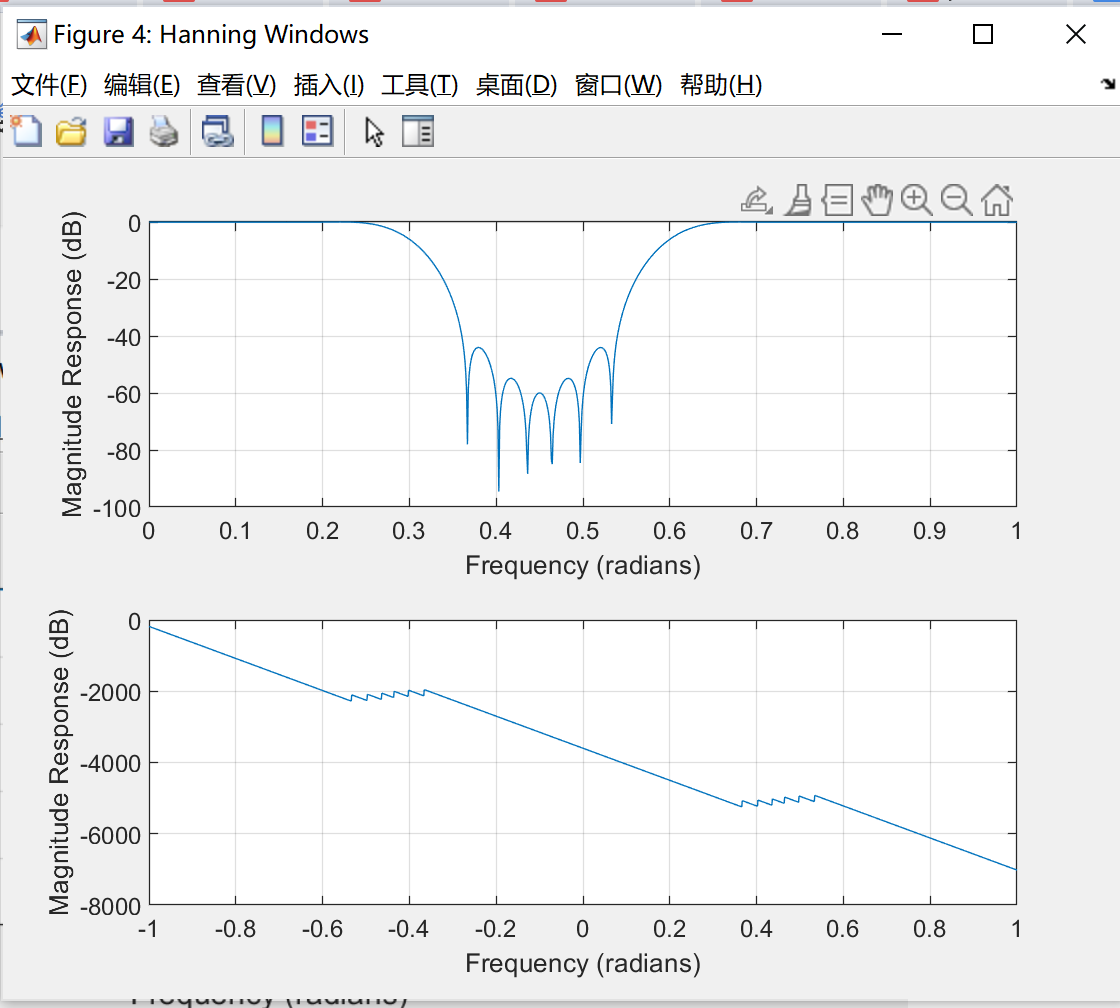 Figure 4: Hanning Windows
文件(F) 编辑(E) 查看(V) 插入(I) 工具(T) 桌面(D) 窗口(W) 帮助(H)
Magnitude Response (dB)
0
-20
-40
-60
-80
-100
0 0.1 0.2 0.3 0.4 0.5 0.6 0.7 0.8 0.9 1
Frequency (radians)
Magnitude Response (dB)
0
-2000
-4000
-6000
-8000
-1 -0.8 -0.6 -0.4 -0.2 0 0.2 0.4 0.6 0.8 1
Frequency (radians)
Frequency (radians)